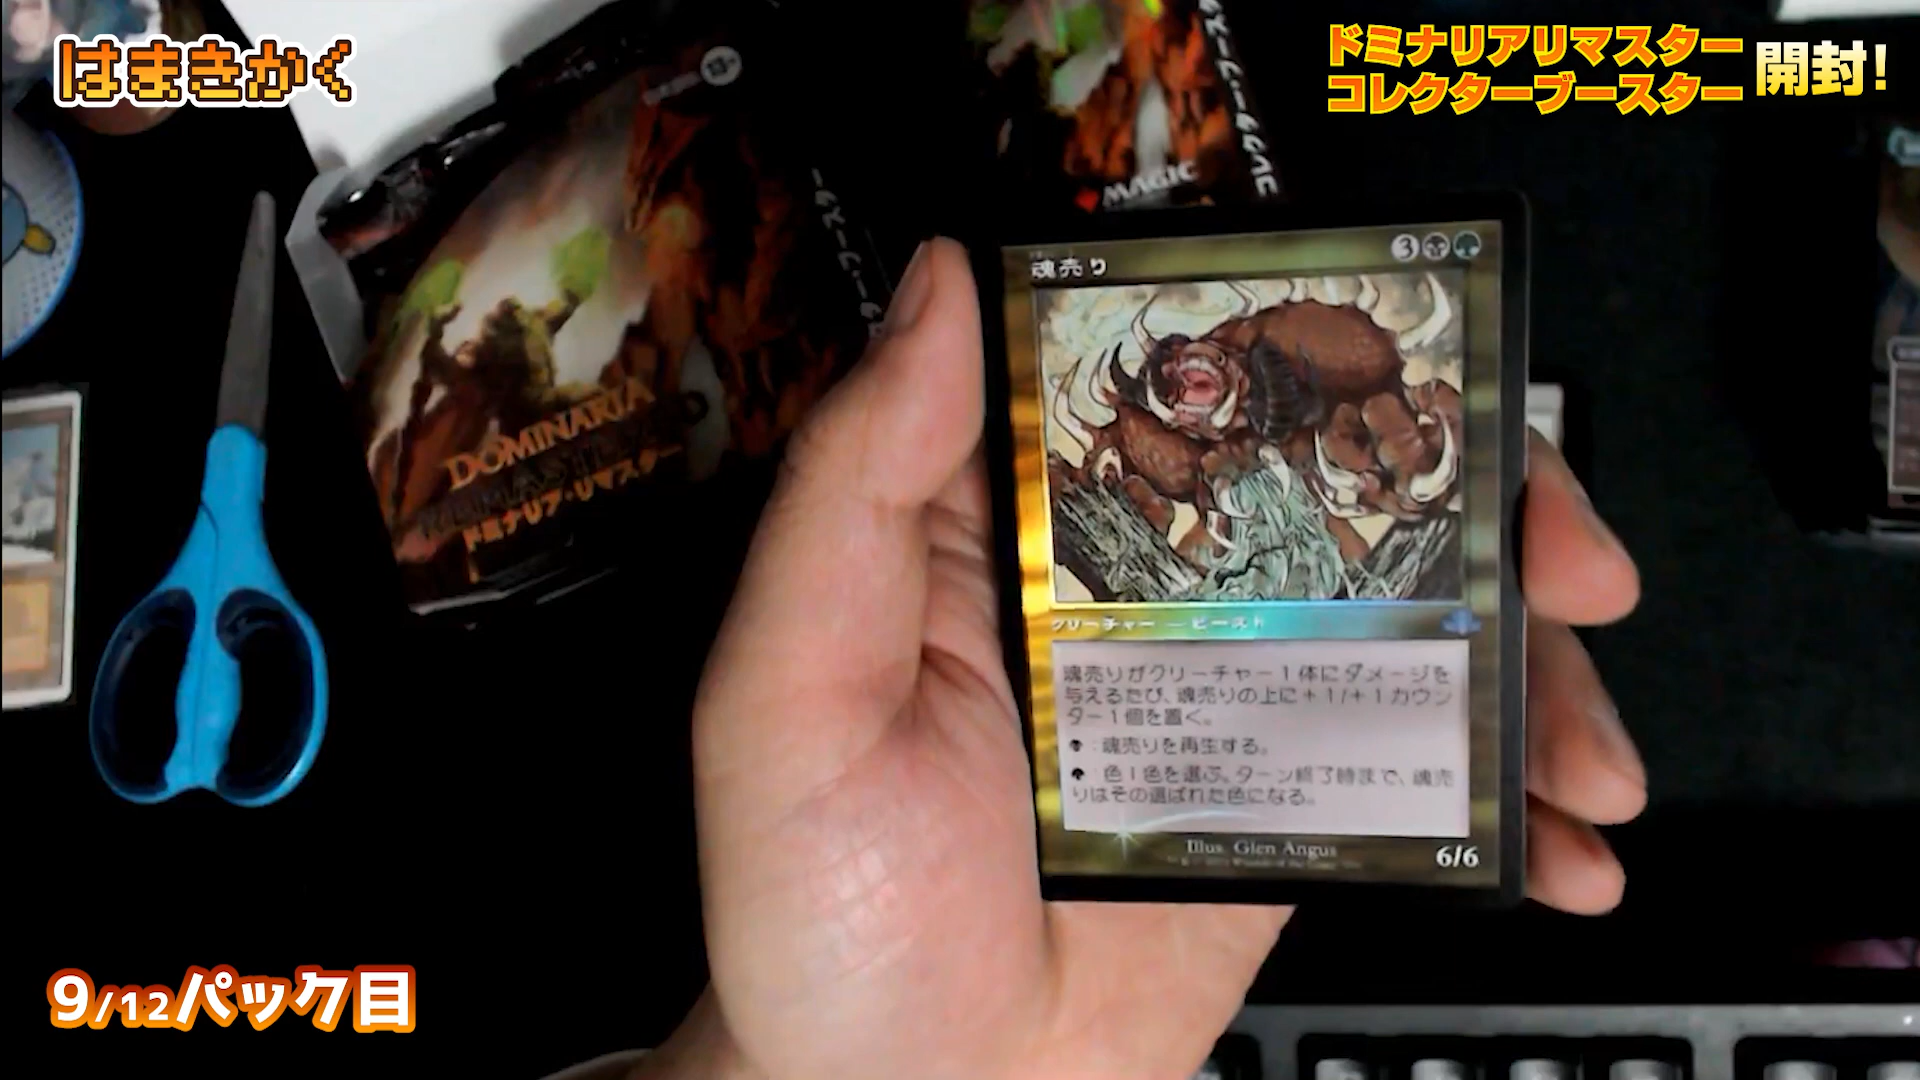 はまきかく
ドミナリアリマスター
コレクターブースター
開封!
MAGIC
DOMINARIA
REMASTERED
ドミナリア・リマスター
魂売り
3
クリーチャー ― ビースト
魂売りがクリーチャー1体にダメージを
与えるたび、魂売りの上に+1/+1カウン
ター1個を置く。
:魂売りを再生する。
:色1色を選ぶ。ターン終了時まで、魂売
りはその選ばれた色になる。
Illus. Glen Angus
6/6
9/12パック目